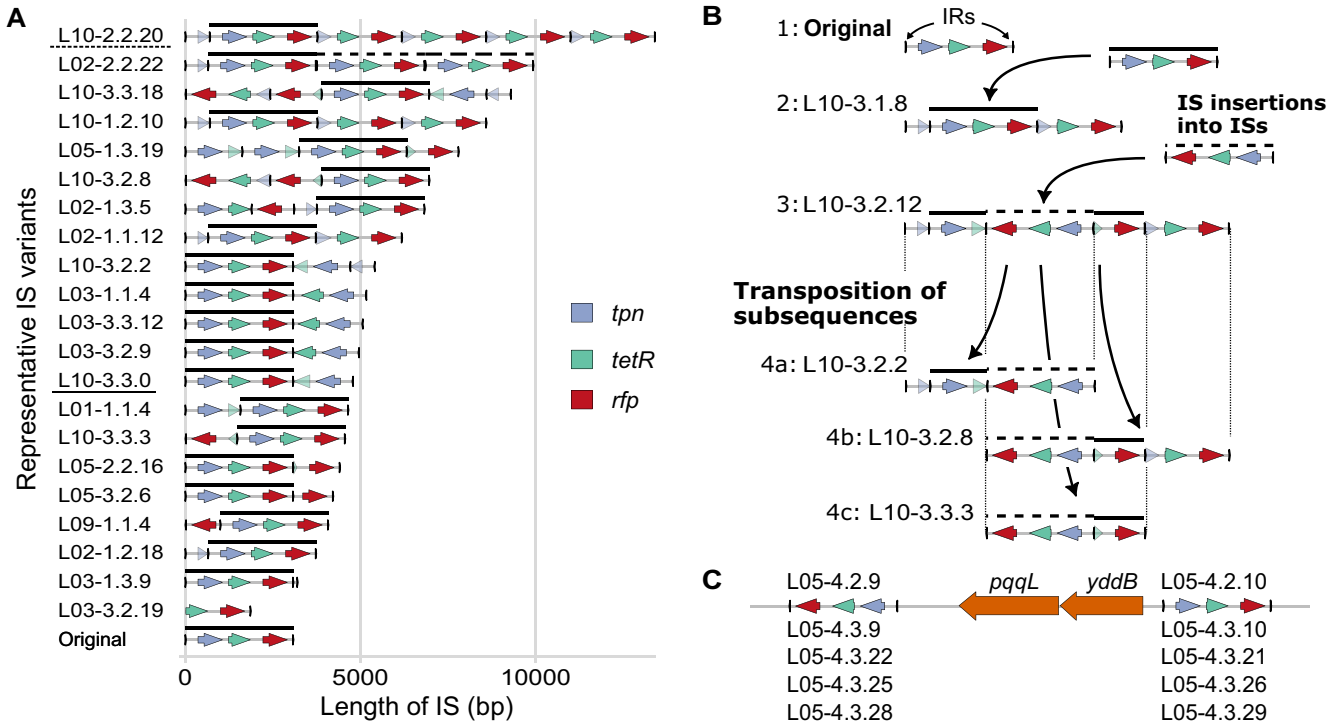 A
Representative IS variants
L10-2.2.20
L02-2.2.22
L10-3.3.18
L10-1.2.10
L05-1.3.19
L10-3.2.8
L02-1.3.5
L02-1.1.12
L10-3.2.2
L03-1.1.4
L03-3.3.12
L03-3.2.9
L10-3.3.0
L01-1.1.4
L10-3.3.3
L05-2.2.16
L05-3.2.6
L09-1.1.4
L02-1.2.18
L03-1.3.9
L03-3.2.19
Original
0
5000
10000
Length of IS (bp)
tpn
tetR
rfp
B
1: Original
IRs
2: L10-3.1.8
IS insertions
into ISs
3: L10-3.2.12
Transposition of
subsequences
4a: L10-3.2.2
4b: L10-3.2.8
4c: L10-3.3.3
C
L05-4.2.9
pqqL
yddB
L05-4.2.10
L05-4.3.9
L05-4.3.22
L05-4.3.25
L05-4.3.28
L05-4.3.10
L05-4.3.21
L05-4.3.26
L05-4.3.29